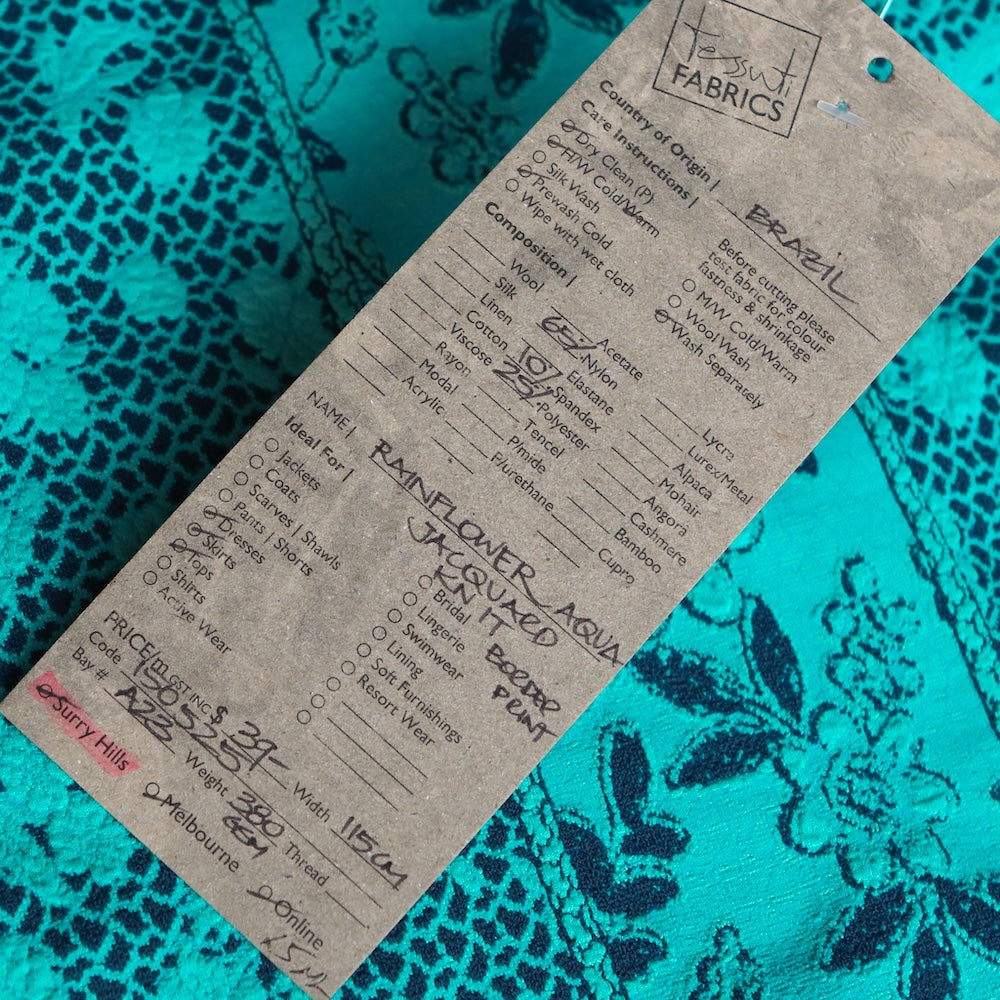 tessuti
FABRICS
Country of Origin | BRAZIL
Care Instructions |
Dry Clean (P)
H/W Cold/Warm
Silk Wash
Prewash Cold
Wipe with wet cloth
Before cutting please
test fabric for colour
fastness & shrinkage
M/W Cold/Warm
Wool Wash
Wash Separately
Composition |
Wool
Silk
Linen
Cotton
Viscose
Rayon
Modal
Acrylic
Acetate
65% Nylon
Elastane
10% Spandex
25% Polyester
Tencel
P/mide
P/urethane
Lycra
Lurex/Metal
Alpaca
Mohair
Angora
Cashmere
Bamboo
Cupro
NAME | RAINFLOWER AQUA
JACQUARD
KNIT BORDER
PRINT
Ideal For |
Jackets
Coats
Scarves | Shawls
Pants | Shorts
Dresses
Skirts
Tops
Shirts
Active Wear
Bridal
Lingerie
Swimwear
Lining
Soft Furnishings
Resort Wear
PRICE/m GST INC $ 39-
Code 1505525
Width 115CM
Bay # A23B
Weight 380
GSM
Thread
Surry Hills
Melbourne
Online